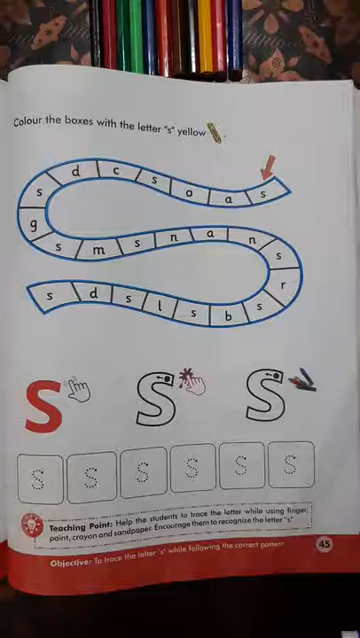 Colour the boxes with the letter "s" yellow
s a o s c d s g s m s n a n s r s b s l s d s
S S S
s s s s s s
Teaching Point: Help the students to trace the letter while using finger,
paint, crayon and sandpaper. Encourage them to recognize the letter "s"
Objective: To trace the letter "s" while following the correct pattern
45